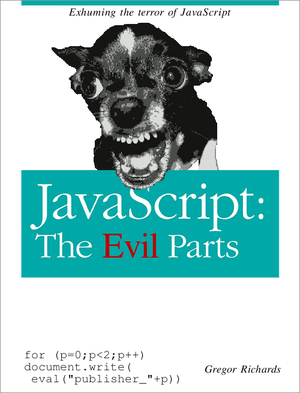 Exhuming the terror of JavaScript
JavaScript:
The Evil Parts
for (p=0;p<2;p++)
document.write(
eval("publisher_"+p))
Gregor Richards